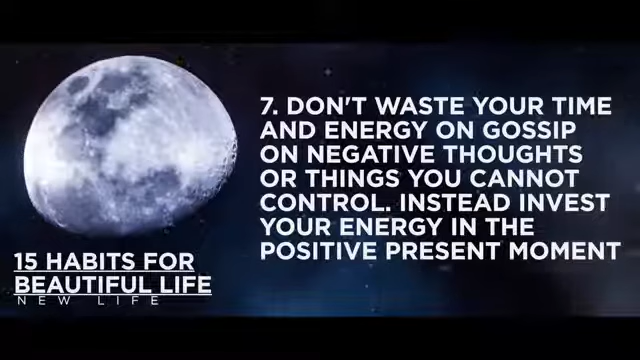 7. DON'T WASTE YOUR TIME
AND ENERGY ON GOSSIP
ON NEGATIVE THOUGHTS
OR THINGS YOU CANNOT
CONTROL. INSTEAD INVEST
YOUR ENERGY IN THE
POSITIVE PRESENT MOMENT
15 HABITS FOR
BEAUTIFUL LIFE
NEW LIFE